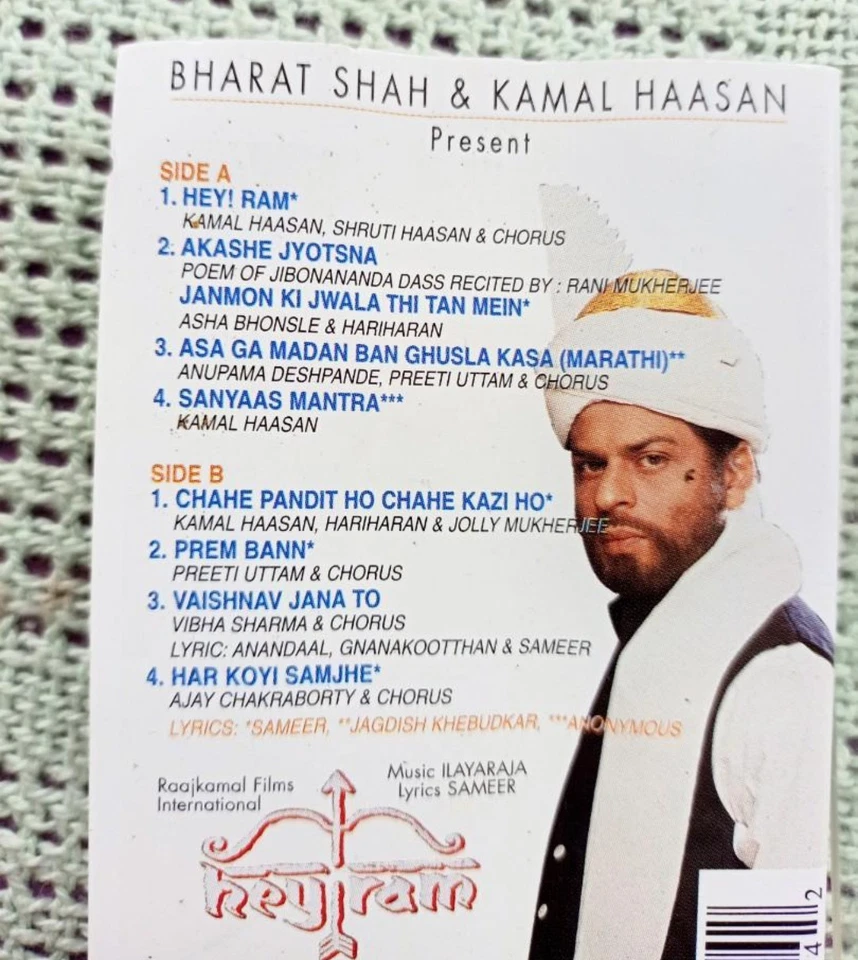 BHARAT SHAH & KAMAL HAASAN
Present
SIDE A
1. HEY! RAM*
KAMAL HAASAN, SHRUTI HAASAN & CHORUS
2. AKASHE JYOTSNA
POEM OF JIBONANANDA DASS RECITED BY : RANI MUKHERJEE
JANMON KI JWALA THI TAN MEIN*
ASHA BHONSLE & HARIHARAN
3. ASA GA MADAN BAN GHUSLA KASA (MARATHI)**
ANUPAMA DESHPANDE, PREETI UTTAM & CHORUS
4. SANYAAS MANTRA***
KAMAL HAASAN
SIDE B
1. CHAHE PANDIT HO CHAHE KAZI HO*
KAMAL HAASAN, HARIHARAN & JOLLY MUKHERJEE
2. PREM BANN*
PREETI UTTAM & CHORUS
3. VAISHNAV JANA TO
VIBHA SHARMA & CHORUS
LYRIC: ANANDAAL, GNANAKOOTTHAN & SAMEER
4. HAR KOYI SAMJHE*
AJAY CHAKRABORTY & CHORUS
LYRICS: *SAMEER, **JAGDISH KHEBUDKAR, ***ANONYMOUS
Raajkamal Films
International
Music ILAYARAJA
Lyrics SAMEER
hey ram
4 2